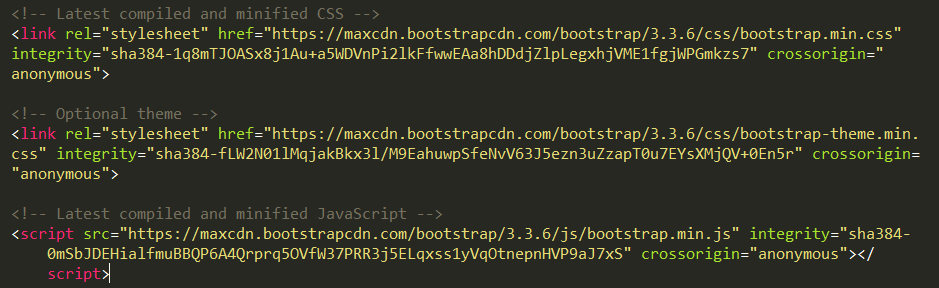 <!-- Latest compiled and minified CSS -->
<link rel="stylesheet" href="https://maxcdn.bootstrapcdn.com/bootstrap/3.3.6/css/bootstrap.min.css"
integrity="sha384-1q8mTJOASx8j1Au+a5WDVnPi2lkFfwwEAa8hDDdjZlpLegxhjVME1fgjWPGmkzs7" crossorigin="
anonymous">
<!-- Optional theme -->
<link rel="stylesheet" href="https://maxcdn.bootstrapcdn.com/bootstrap/3.3.6/css/bootstrap-theme.min.
css" integrity="sha384-fLW2N01lMqjakBkx3l/M9EahuwpSfeNvV63J5ezn3uZzapT0u7EYsXMjQV+0En5r" crossorigin=
"anonymous">
<!-- Latest compiled and minified JavaScript -->
<script src="https://maxcdn.bootstrapcdn.com/bootstrap/3.3.6/js/bootstrap.min.js" integrity="sha384-
0mSbJDEHialfmuBBQP6A4Qrprq5OVfW37PRR3j5ELqxss1yVqOtnepnHVP9aJ7xS" crossorigin="anonymous"></
script>